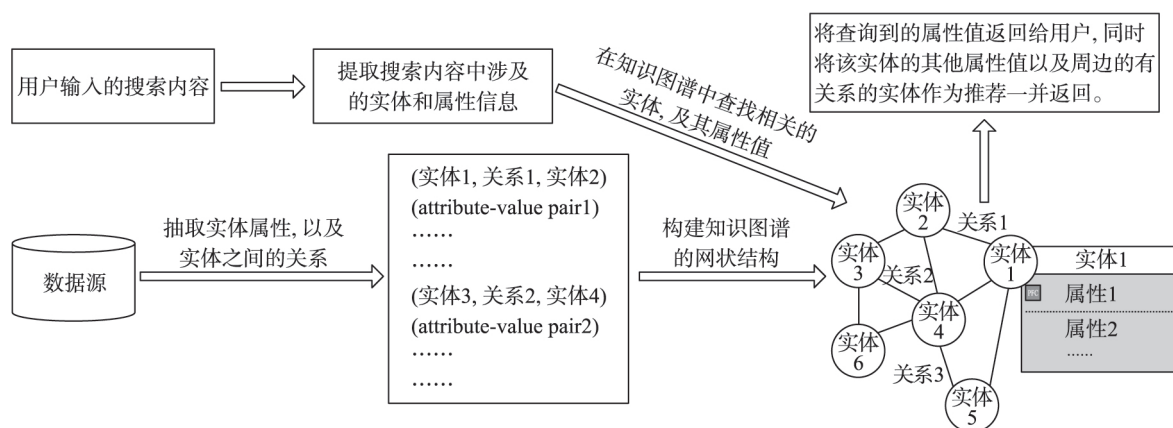 用户输入的搜索内容
提取搜索内容中涉及
的实体和属性信息
在知识图谱中查找相关的
实体, 及其属性值
将查询到的属性值返回给用户, 同时
将该实体的其他属性值以及周边的有
关系的实体作为推荐一并返回。
数据源
抽取实体属性, 以及
实体之间的关系
(实体1, 关系1, 实体2)
(attribute-value pair1)
……
……
(实体3, 关系2, 实体4)
(attribute-value pair2)
……
……
构建知识图谱
的网状结构
实体
2
关系1
实体
3
关系2
实体
1
实体
4
实体
6
关系3
实体
5
实体1
属性1
属性2
……